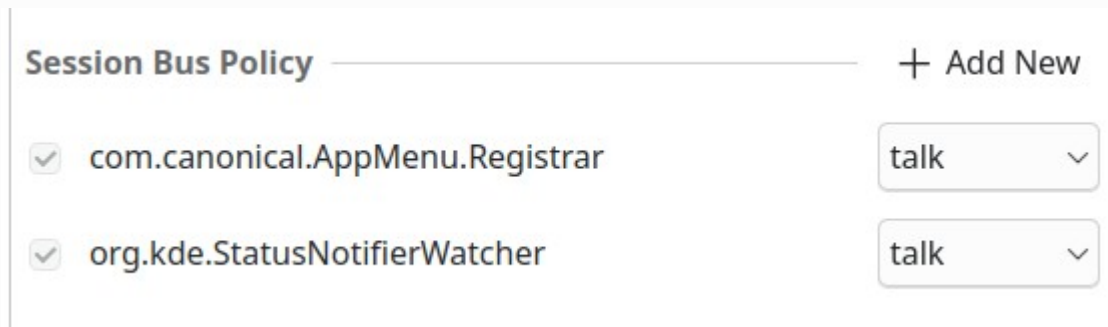 Session Bus Policy + Add New
com.canonical.AppMenu.Registrar talk
org.kde.StatusNotifierWatcher talk